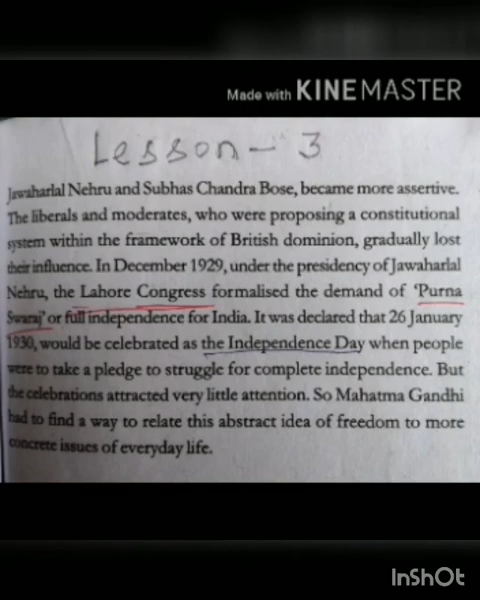 Made with KINEMASTER
Lesson - 3
Jawaharlal Nehru and Subhas Chandra Bose, became more assertive.
The liberals and moderates, who were proposing a constitutional
system within the framework of British dominion, gradually lost
their influence. In December 1929, under the presidency of Jawaharlal
Nehru, the Lahore Congress formalised the demand of ‘Purna
Swaraj’ or full independence for India. It was declared that 26 January
1930, would be celebrated as the Independence Day when people
were to take a pledge to struggle for complete independence. But
the celebrations attracted very little attention. So Mahatma Gandhi
had to find a way to relate this abstract idea of freedom to more
concrete issues of everyday life.
InShOt